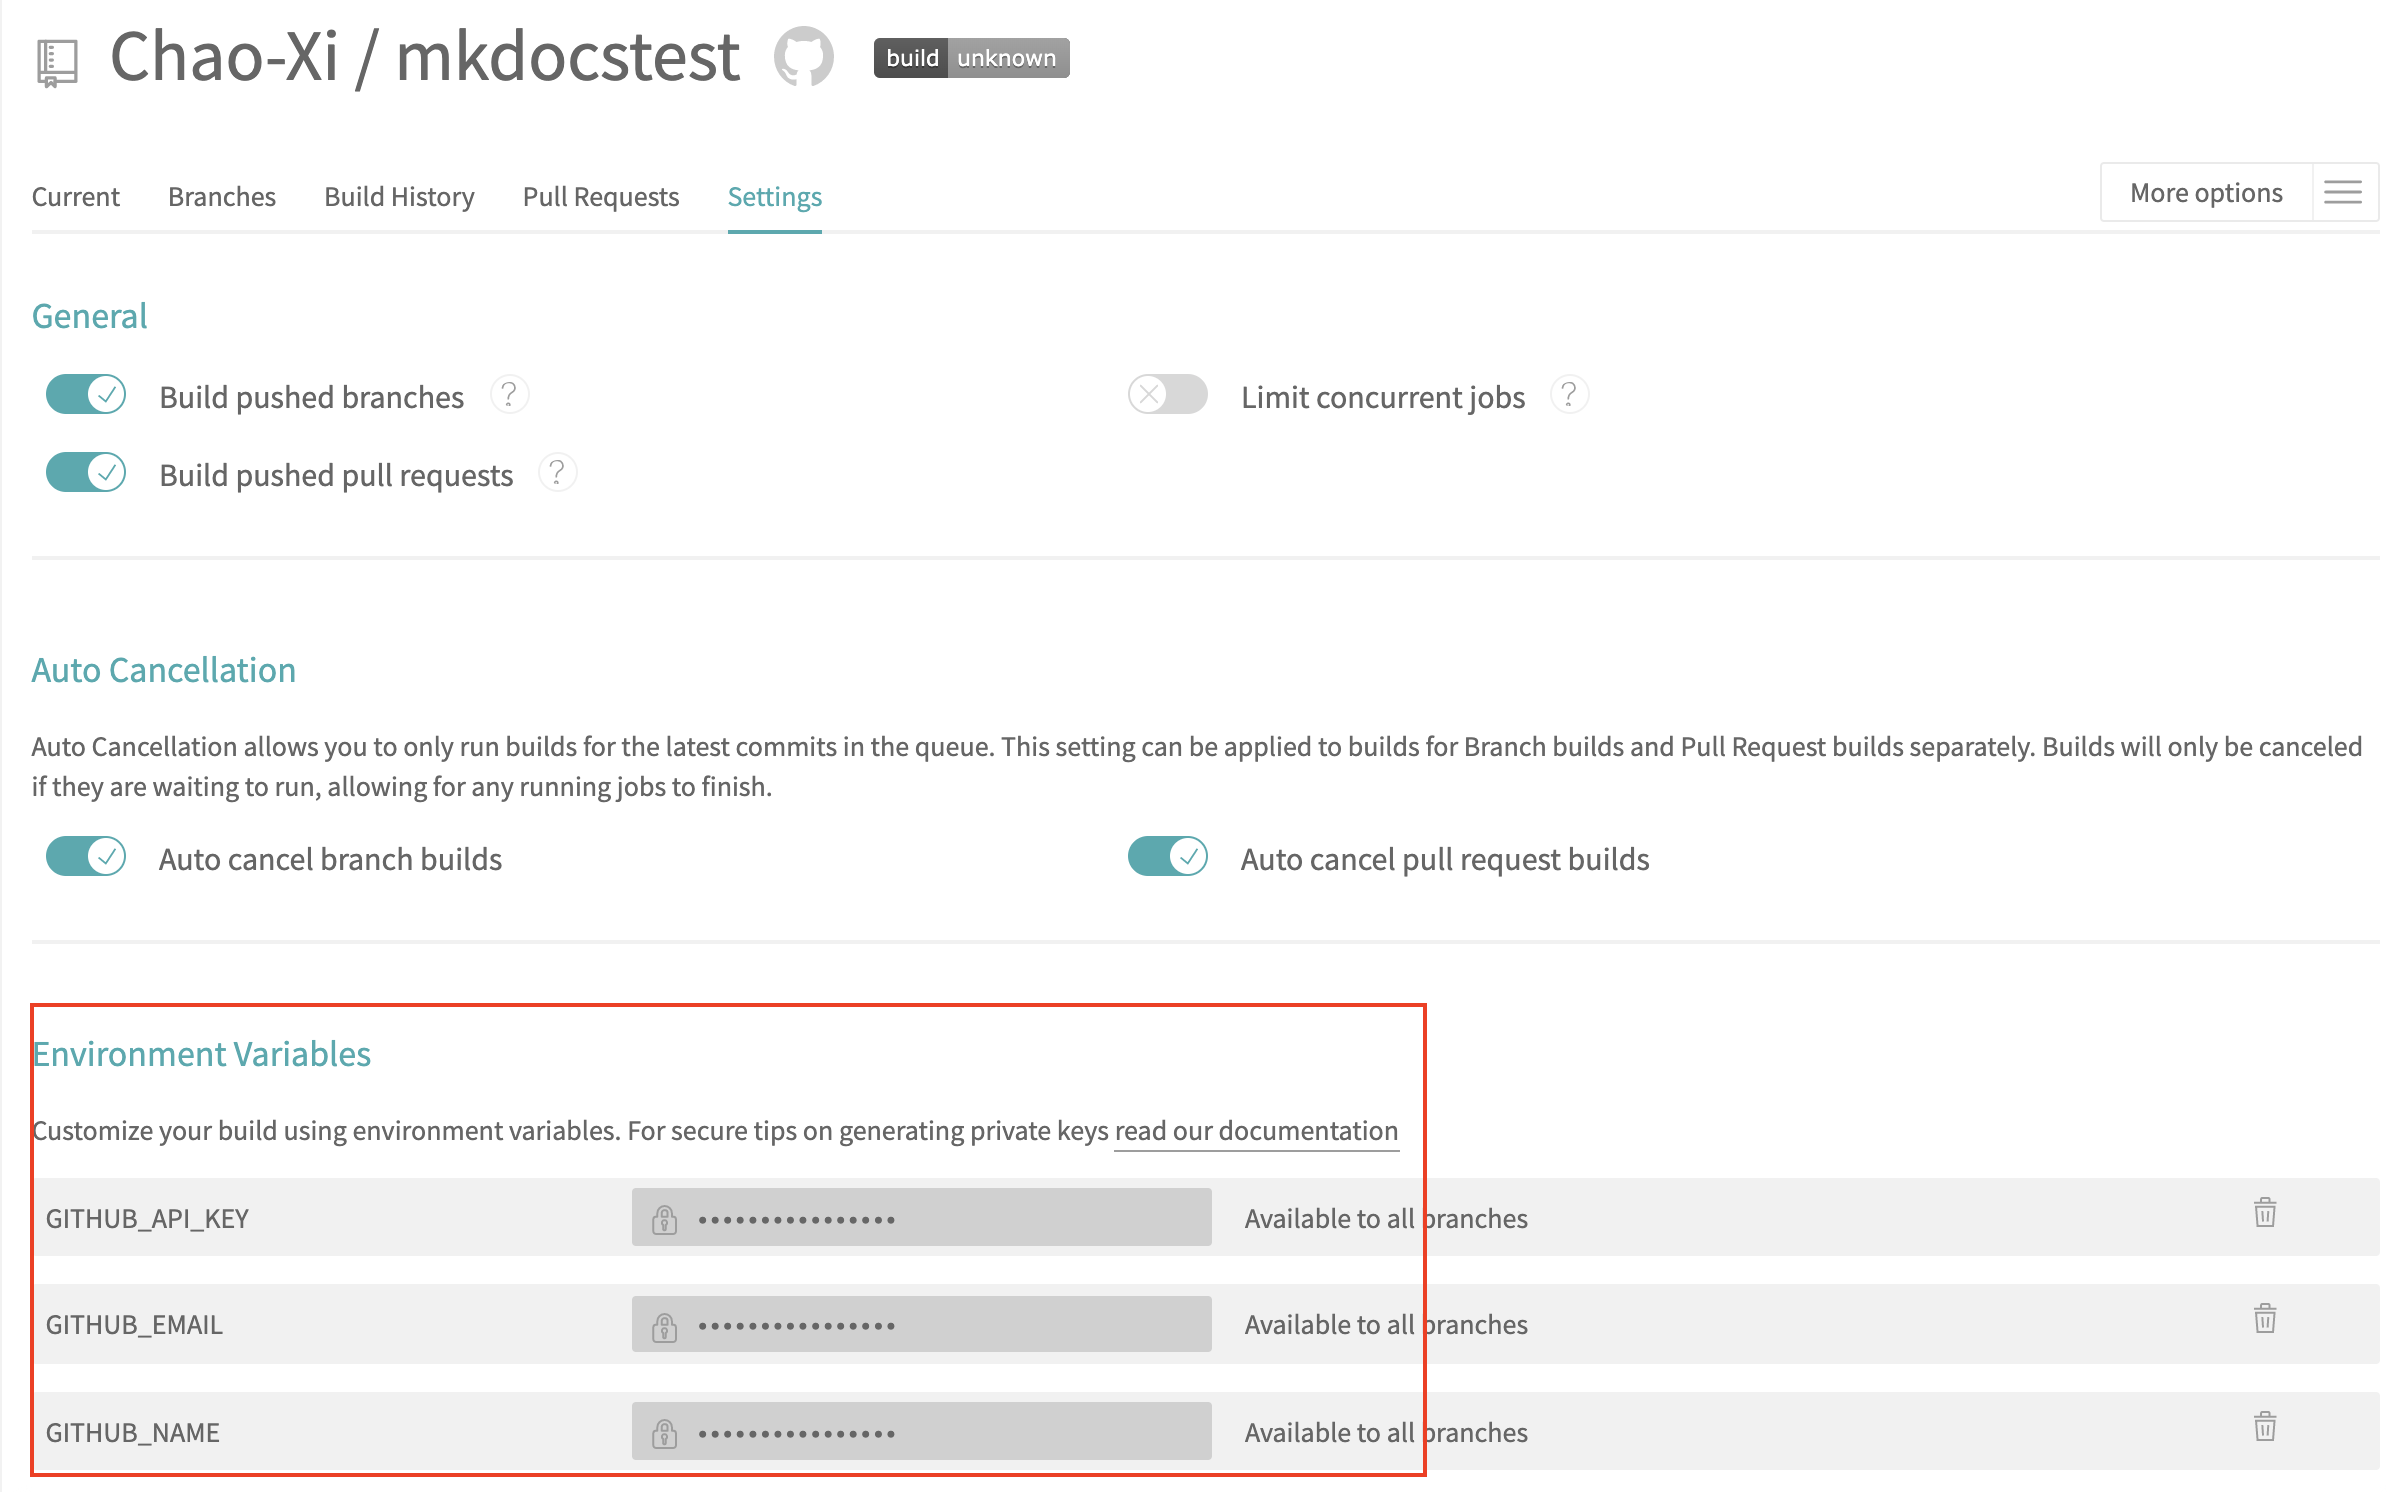 Chao-Xi / mkdocstest
build unknown
Current Branches Build History Pull Requests Settings More options
General
Build pushed branches ? Limit concurrent jobs ?
Build pushed pull requests ?
Auto Cancellation
Auto Cancellation allows you to only run builds for the latest commits in the queue. This setting can be applied to builds for Branch builds and Pull Request builds separately. Builds will only be canceled
if they are waiting to run, allowing for any running jobs to finish.
Auto cancel branch builds Auto cancel pull request builds
Environment Variables
Customize your build using environment variables. For secure tips on generating private keys read our documentation
GITHUB_API_KEY •••••••••••••••• Available to all branches
GITHUB_EMAIL •••••••••••••••• Available to all branches
GITHUB_NAME •••••••••••••••• Available to all branches